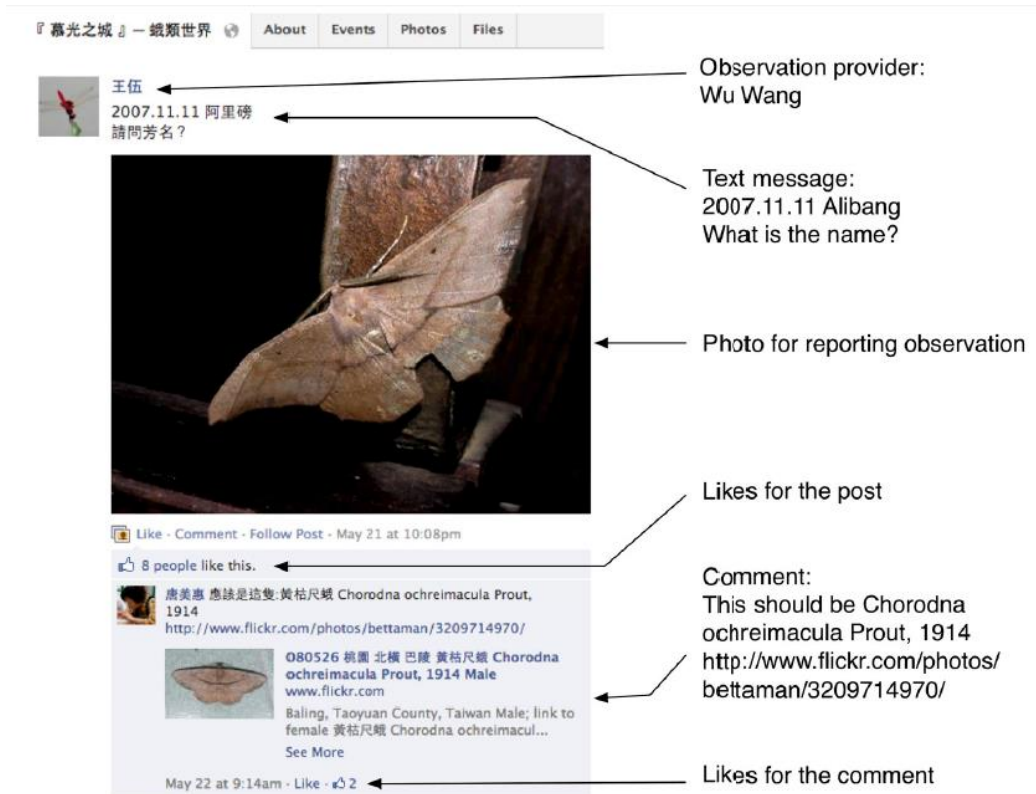 『 慕光之城 』— 蛾類世界 About Events Photos Files
王伍
2007.11.11 阿里磅
請問芳名？
Observation provider:
Wu Wang
Text message:
2007.11.11 Alibang
What is the name?
Photo for reporting observation
Like · Comment · Follow Post · May 21 at 10:08pm
8 people like this.
Likes for the post
唐美惠 應該是這隻:黃枯尺蛾 Chorodna ochreimacula Prout,
1914
http://www.flickr.com/photos/bettaman/3209714970/
080526 桃園 北橫 巴陵 黃枯尺蛾 Chorodna
ochreimacula Prout, 1914 Male
www.flickr.com
Baling, Taoyuan County, Taiwan Male; link to
female 黃枯尺蛾 Chorodna ochreimacul...
See More
May 22 at 9:14am · Like · 2
Comment:
This should be Chorodna
ochreimacula Prout, 1914
http://www.flickr.com/photos/
bettaman/3209714970/
Likes for the comment